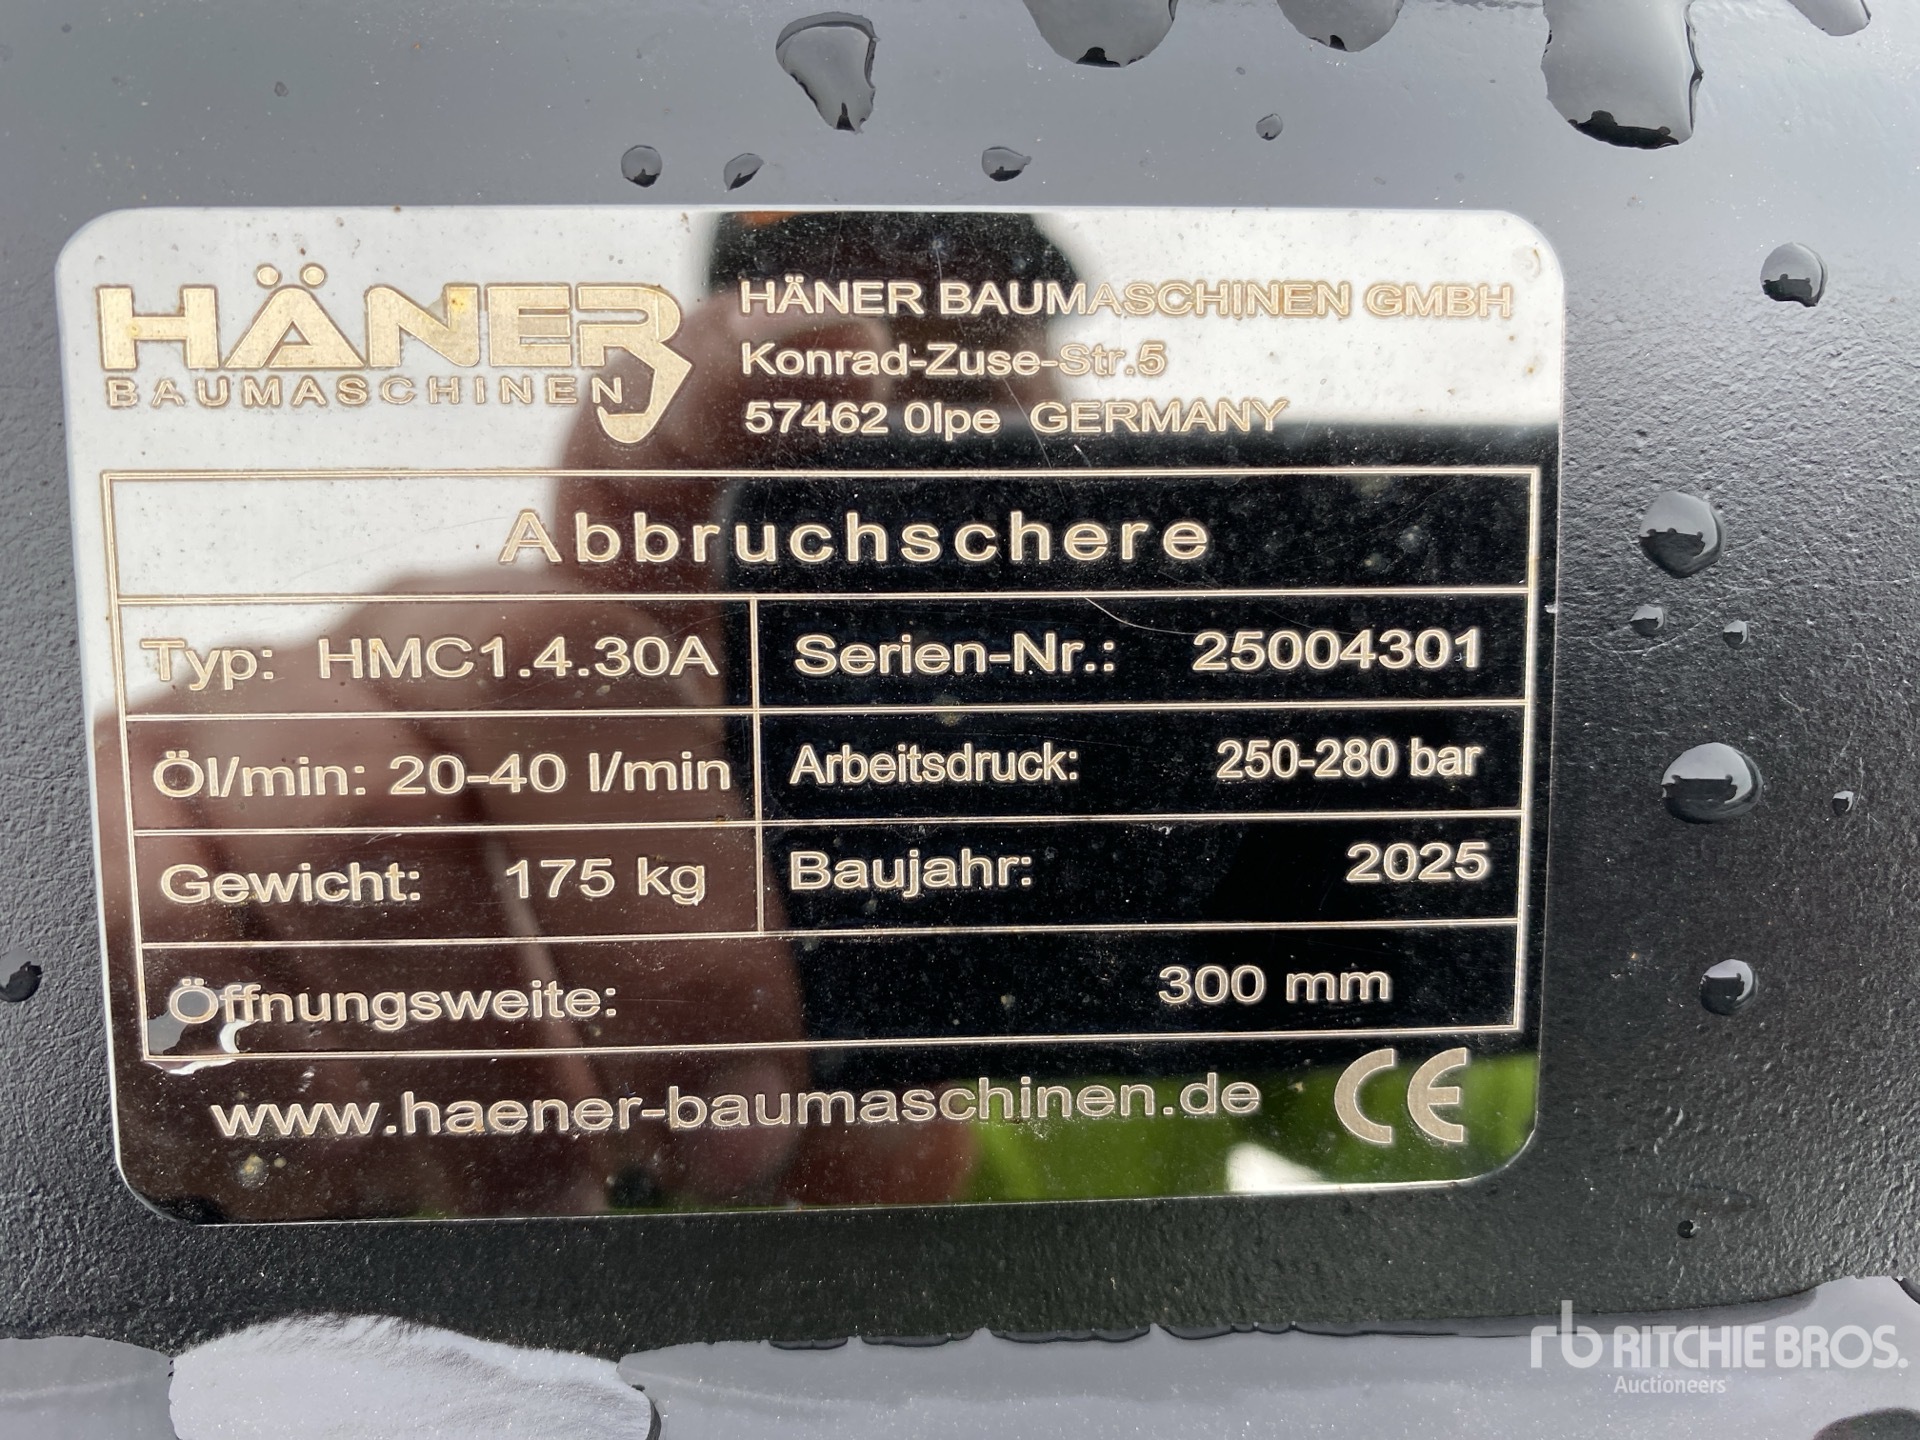 HÄNER
BAUMASCHINEN
HÄNER BAUMASCHINEN GMBH
Konrad-Zuse-Str.5
57462 Olpe GERMANY
Abbruchschere
Typ: HMC1.4.30A
Serien-Nr.: 25004301
Öl/min: 20-40 l/min
Arbeitsdruck: 250-280 bar
Gewicht: 175 kg
Baujahr: 2025
Öffnungsweite: 300 mm
www.haener-baumaschinen.de
CE
rb RITCHIE BROS.
Auctioneers